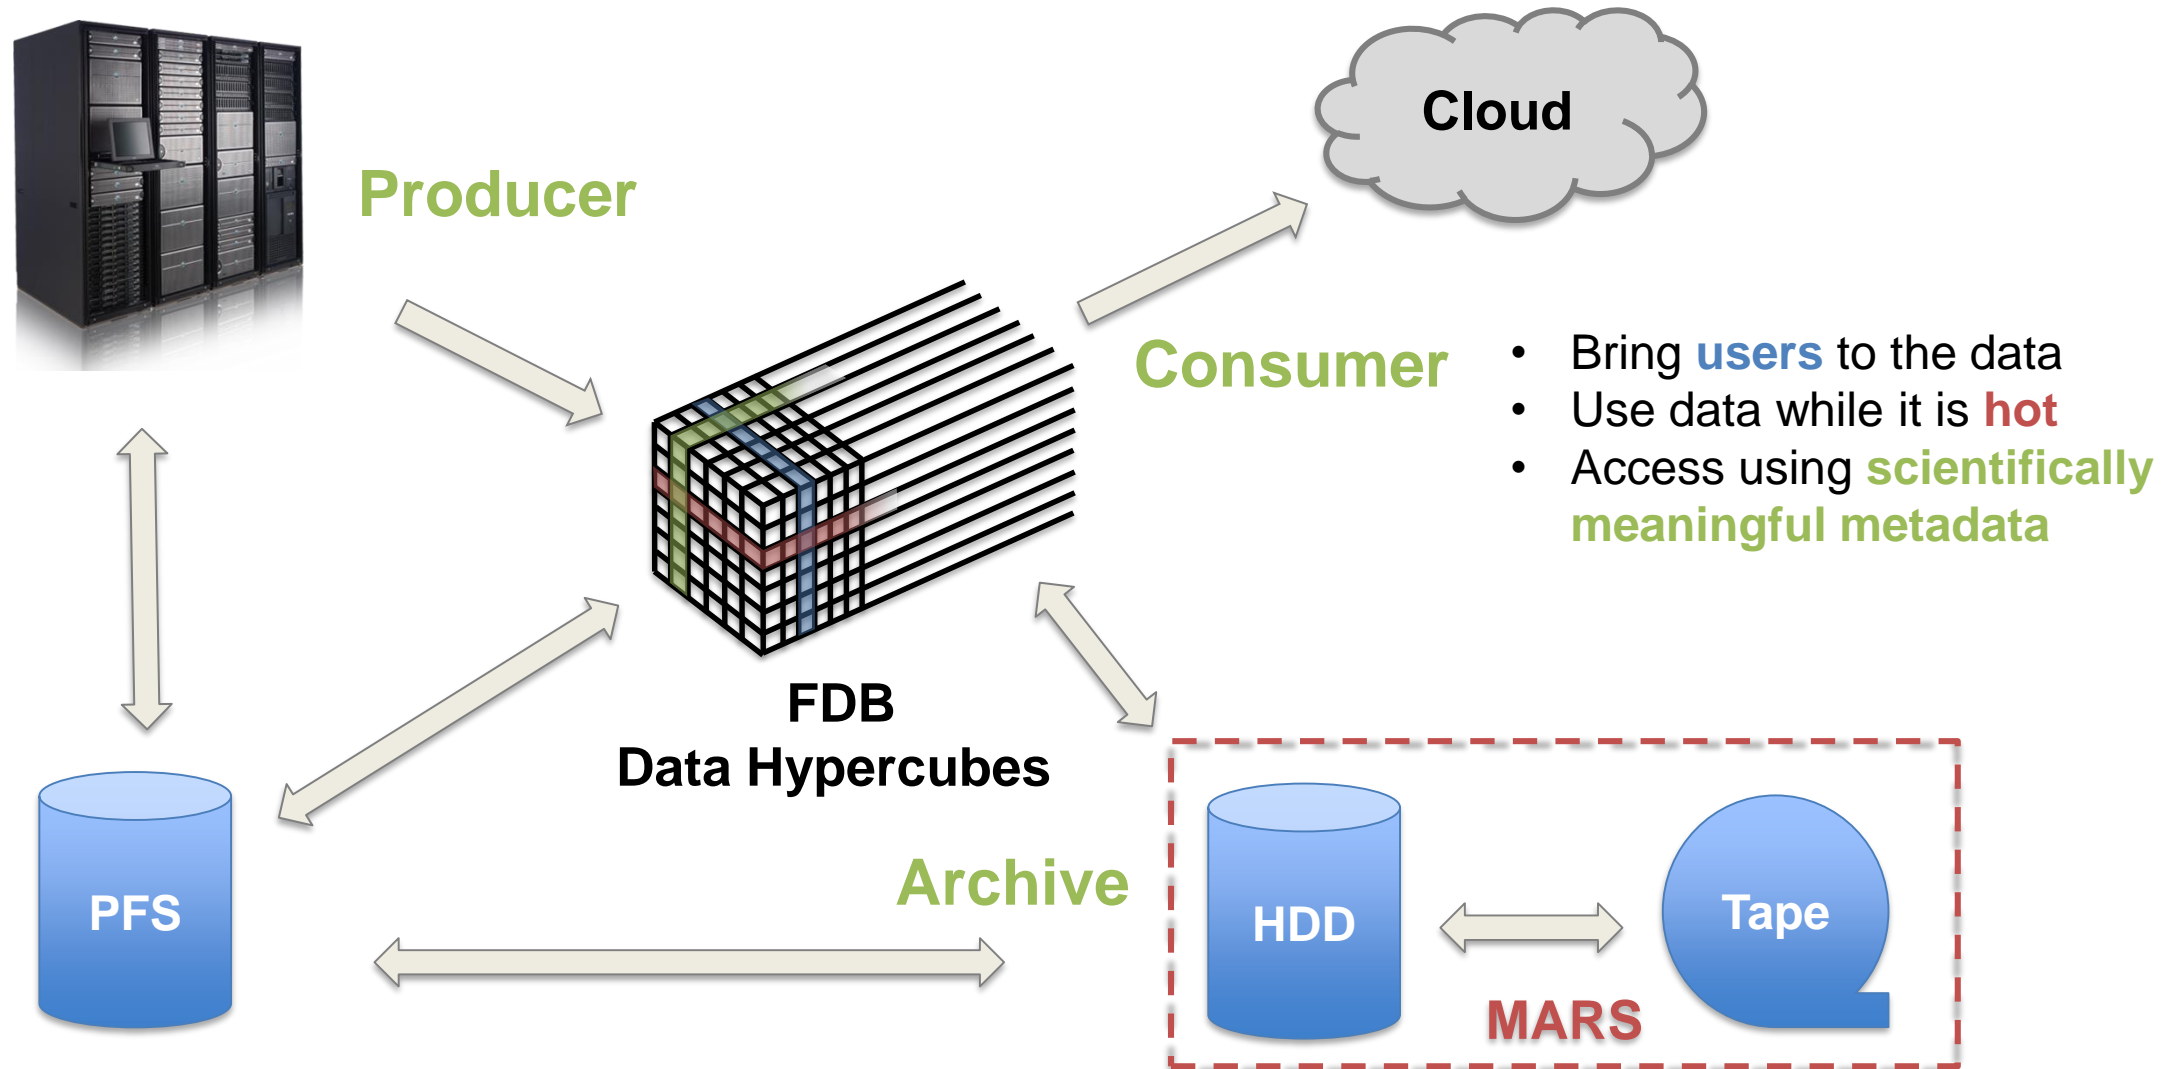 Cloud
Producer
Consumer
• Bring users to the data
• Use data while it is hot
• Access using scientifically
meaningful metadata
FDB
Data Hypercubes
Archive
PFS
HDD
Tape
MARS